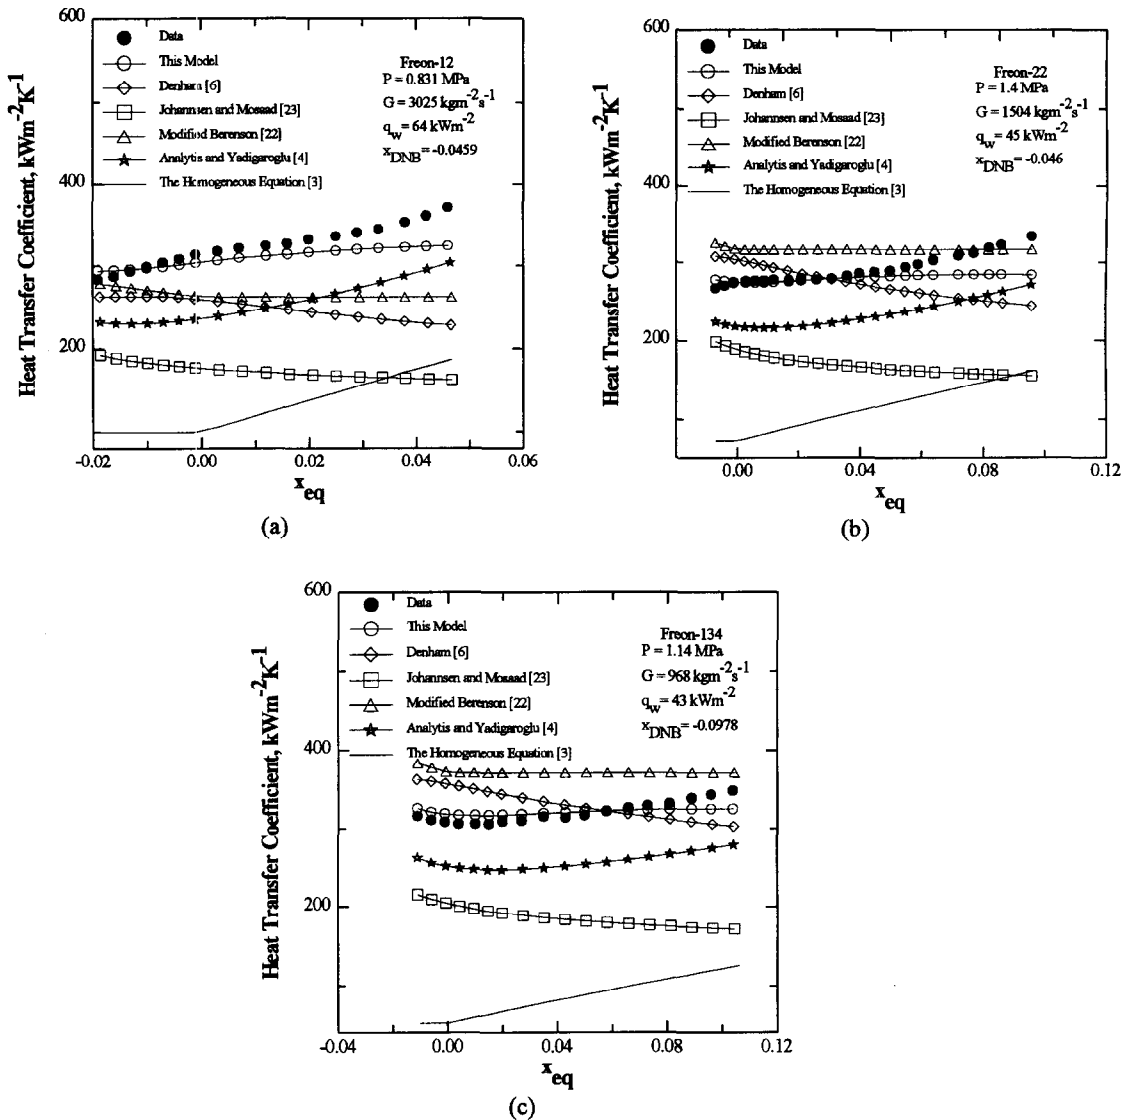 600
400
200
Heat Transfer Coefficient, kWm-2K-1
Data
This Model
Denham [6]
Johannsen and Mosaad [23]
Modified Berenson [22]
Analytis and Yadigaroglu [4]
The Homogeneous Equation [3]
Freon-12
P = 0.831 MPa
G = 3025 kgm-2s-1
qw = 64 kWm-2
xDNB = -0.0459
-0.02 0.00 0.02 0.04 0.06
xeq
(a)
600
400
200
Heat Transfer Coefficient, kWm-2K-1
Data
This Model
Denham [6]
Johannsen and Mosaad [23]
Modified Berenson [22]
Analytis and Yadigaroglu [4]
The Homogeneous Equation [3]
Freon-22
P = 1.4 MPa
G = 1504 kgm-2s-1
qw = 45 kWm-2
xDNB = -0.046
0.00 0.04 0.08 0.12
xeq
(b)
600
400
200
Heat Transfer Coefficient, kWm-2K-1
Data
This Model
Denham [6]
Johannsen and Mosaad [23]
Modified Berenson [22]
Analytis and Yadigaroglu [4]
The Homogeneous Equation [3]
Freon-134
P = 1.14 MPa
G = 968 kgm-2s-1
qw = 43 kWm-2
xDNB = -0.0978
-0.04 0.00 0.04 0.08 0.12
xeq
(c)